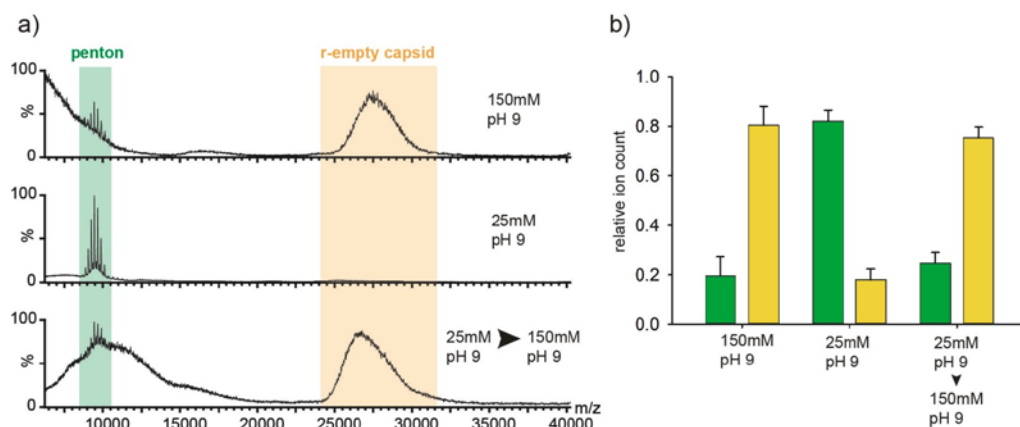 a)
penton
r-empty capsid
100
%
0
150mM
pH 9
100
%
0
25mM
pH 9
100
%
0
25mM
pH 9
150mM
pH 9
10000 15000 20000 25000 30000 35000 40000 m/z
b)
relative ion count
1.0
0.8
0.6
0.4
0.2
0.0
150mM
pH 9
25mM
pH 9
25mM
pH 9
150mM
pH 9